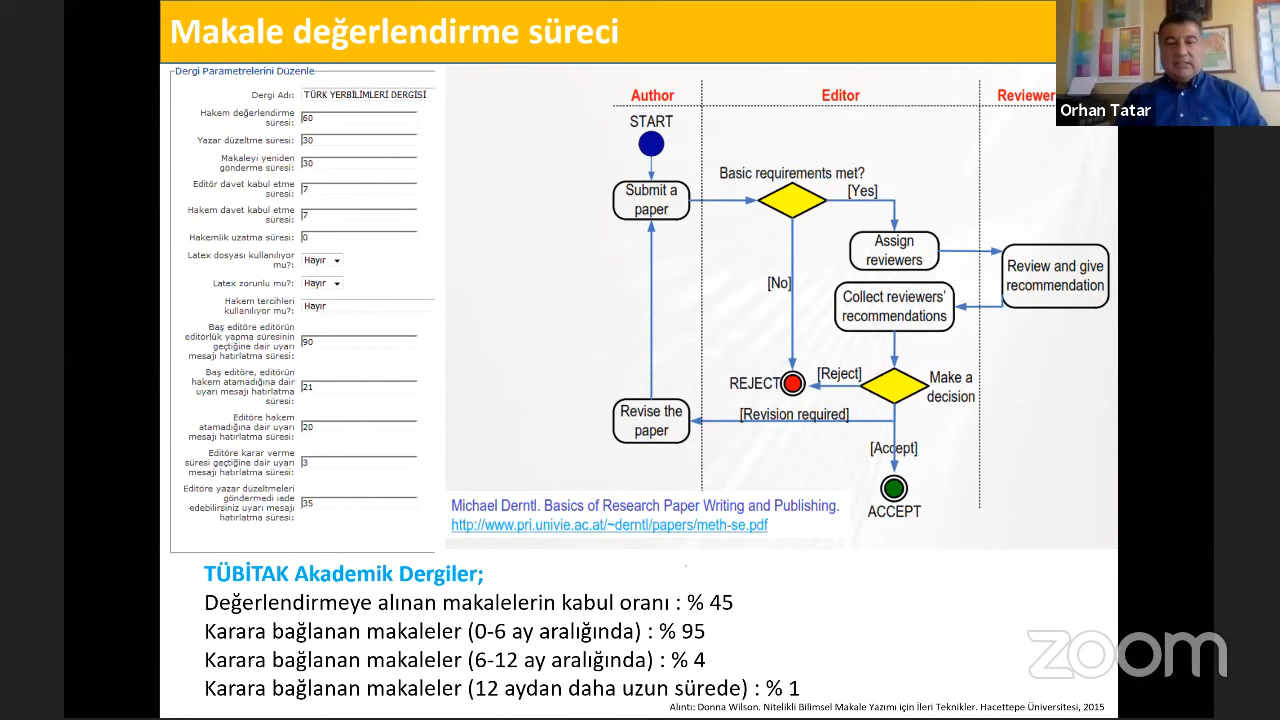 Makale değerlendirme süreci
Orhan Tatar
Dergi Parametrelerini Düzenle
Dergi Adı: TÜRK YERBİLİMLERİ DERGİSİ
Hakem değerlendirme
süresi: 60
Yazar düzeltme süresi: 30
Makaleyi yeniden
gönderme süresi: 30
Editör davet kabul etme
süresi: 7
Hakem davet kabul etme
süresi: 7
Hakemlik uzatma süresi: 0
Latex dosyası kullanılıyor
mu?: Hayır
Latex zorunlu mu?: Hayır
Hakem tercihleri
kullanılıyor mu?: Hayır
Baş editöre editörün
editörlük yapma süresinin
geçtiğine dair uyarı
mesajı hatırlatma süresi: 90
Baş editöre, editörün
hakem atamadığına dair
uyarı mesajı hatırlatma
süresi: 21
Editöre hakem
atamadığına dair uyarı
mesajı hatırlatma süresi: 20
Editöre karar verme
süresi geçtiğine dair uyarı
mesajı hatırlatma süresi: 3
Editöre yazar düzeltmeleri
göndermedi iade
edebilirsiniz uyarı mesajı
hatırlatma süresi: 35
Author
Editor
Reviewer
START
Submit a
paper
Basic requirements met?
[Yes]
Assign
reviewers
Review and give
recommendation
[No]
Collect reviewers'
recommendations
REJECT
[Reject]
Make a
decision
Revise the
paper
[Revision required]
[Accept]
ACCEPT
Michael Derntl. Basics of Research Paper Writing and Publishing.
http://www.pri.univie.ac.at/~derntl/papers/meth-se.pdf
TÜBİTAK Akademik Dergiler;
Değerlendirmeye alınan makalelerin kabul oranı : % 45
Karara bağlanan makaleler (0-6 ay aralığında) : % 95
Karara bağlanan makaleler (6-12 ay aralığında) : % 4
Karara bağlanan makaleler (12 aydan daha uzun sürede) : % 1
zoom
Alıntı: Donna Wilson. Nitelikli Bilimsel Makale Yazımı için İleri Teknikler. Hacettepe Üniversitesi, 2015